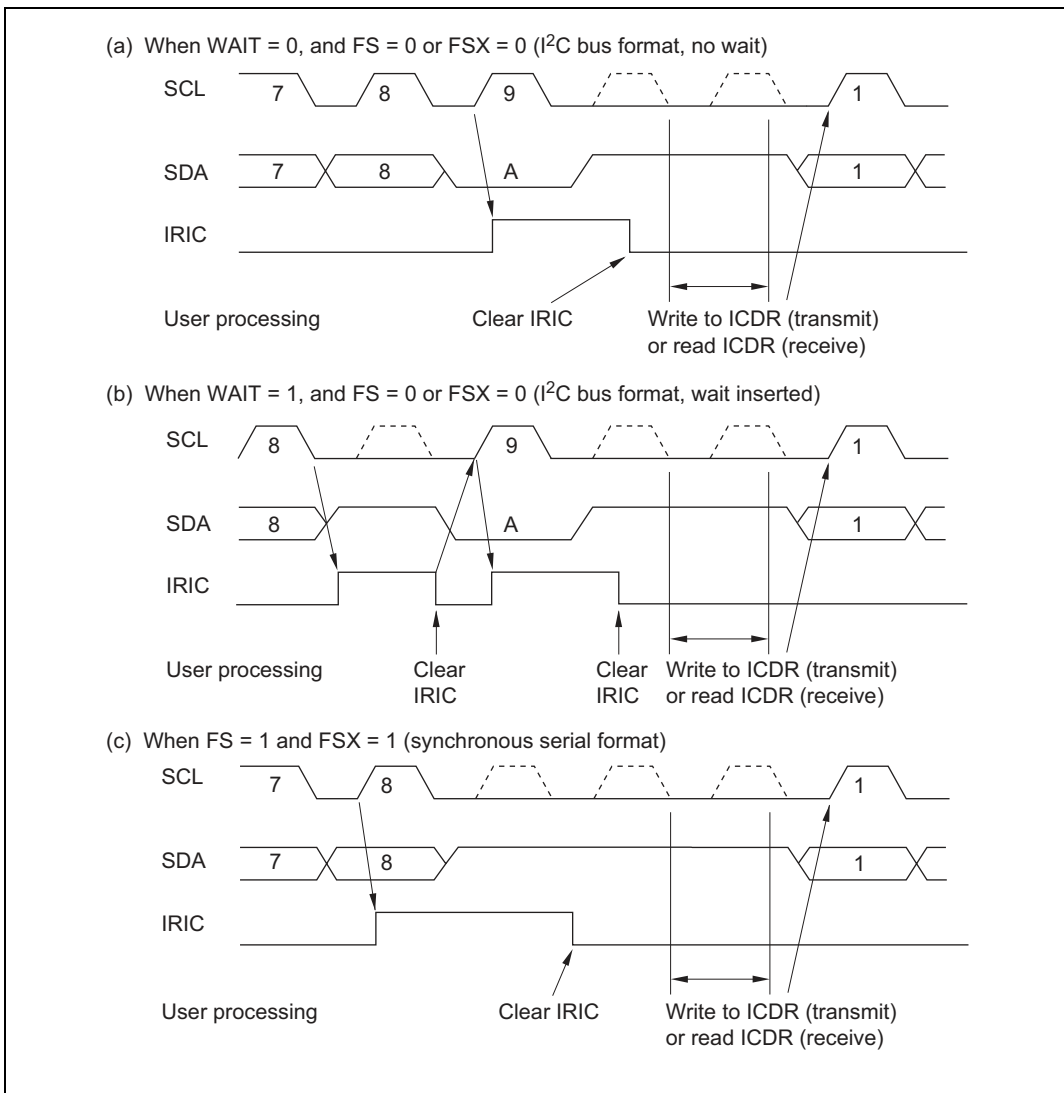 (a) When WAIT = 0, and FS = 0 or FSX = 0 (I²C bus format, no wait)
SCL 7 8 9 1
SDA 7 8 A 1
IRIC
User processing Clear IRIC Write to ICDR (transmit)
or read ICDR (receive)
(b) When WAIT = 1, and FS = 0 or FSX = 0 (I²C bus format, wait inserted)
SCL 8 9 1
SDA 8 A 1
IRIC
User processing Clear Clear Write to ICDR (transmit)
IRIC IRIC or read ICDR (receive)
(c) When FS = 1 and FSX = 1 (synchronous serial format)
SCL 7 8 1
SDA 7 8 1
IRIC
User processing Clear IRIC Write to ICDR (transmit)
or read ICDR (receive)